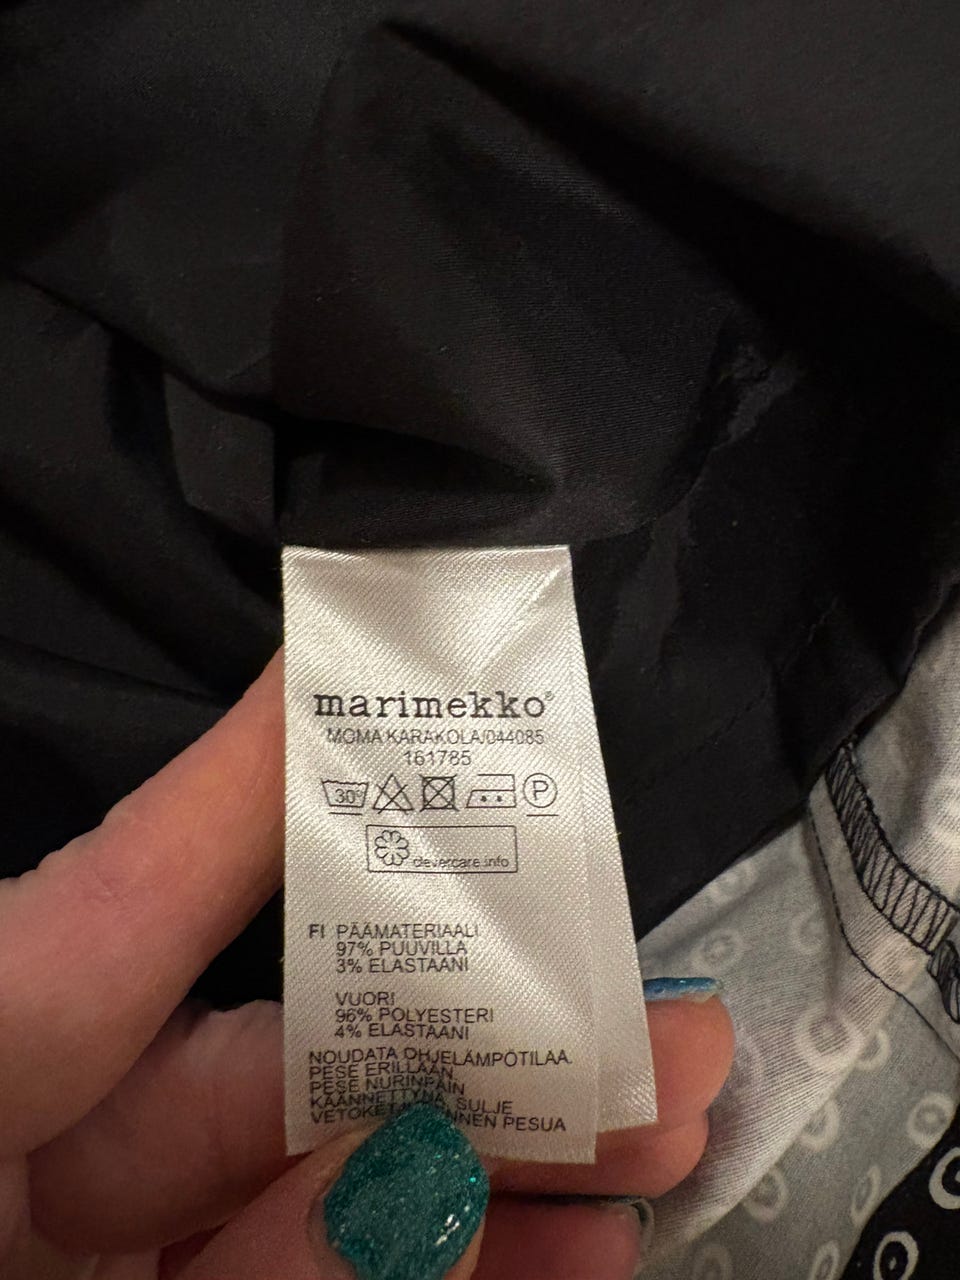 marimekko®
MOMA KARAKOLA/044085
161785
30° P
clevercare.info
FI PÄÄMATERIAALI
97% PUUVILLA
3% ELASTAANI
VUORI
96% POLYESTERI
4% ELASTAANI
NOUDATA OHJELÄMPÖTILAA.
PESE ERILLÄÄN
PESE NURINPÄIN
KÄÄNNETTYNÄ. SULJE
PESUA